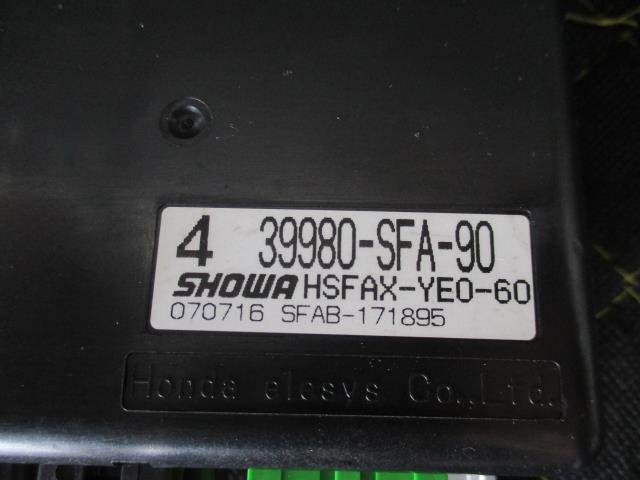 4 39980-SFA-90
SHOWA HSFAX-YE0-60
070716 SFAB-171895
Honda elesys Co.,Ltd.